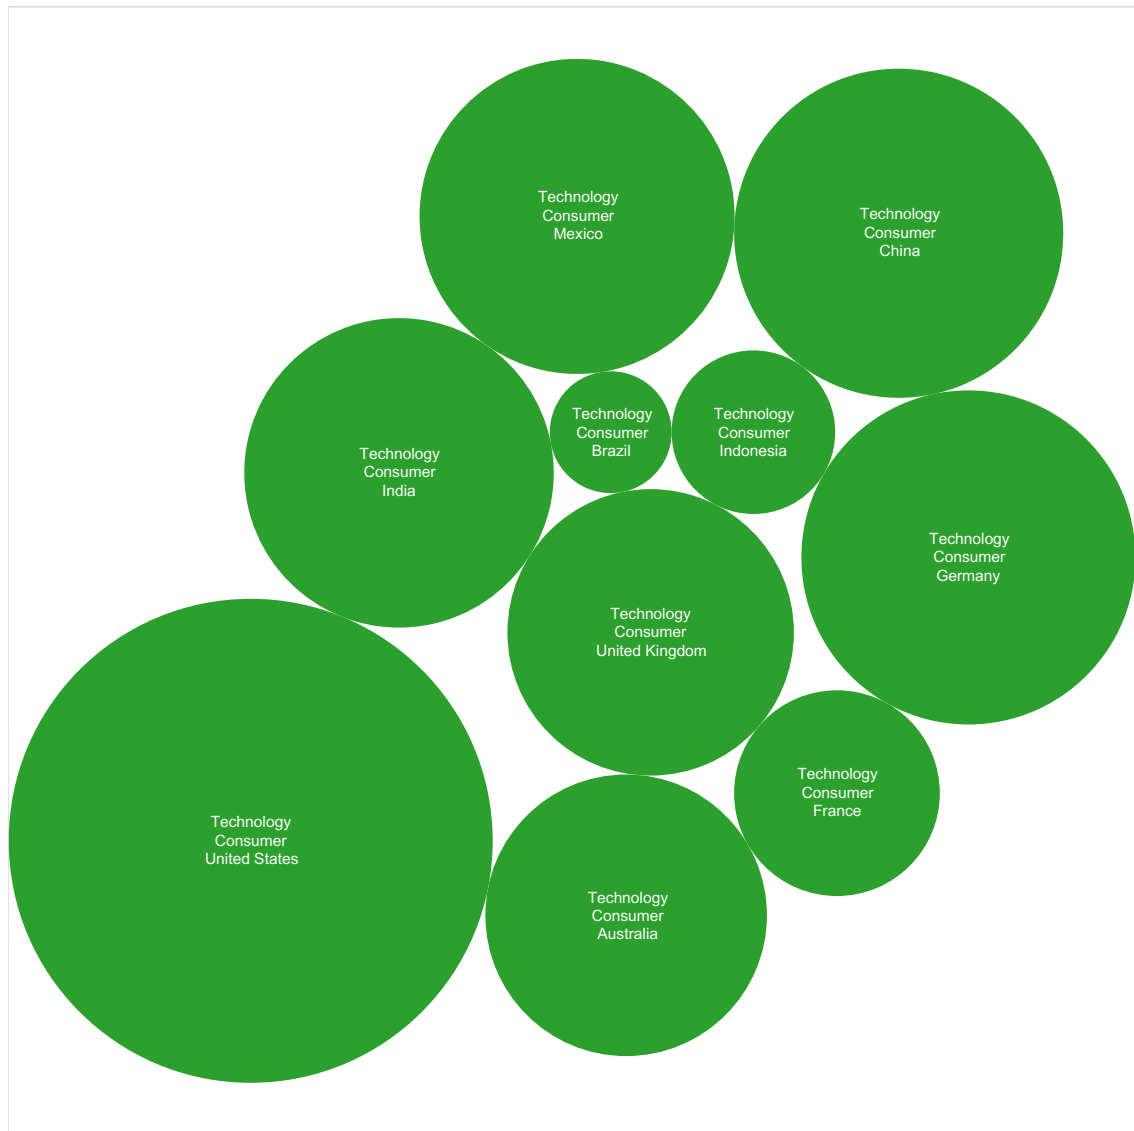 Technology
Consumer
Mexico
Technology
Consumer
China
Technology
Consumer
Brazil
Technology
Consumer
Indonesia
Technology
Consumer
India
Technology
Consumer
Germany
Technology
Consumer
United Kingdom
Technology
Consumer
France
Technology
Consumer
United States
Technology
Consumer
Australia